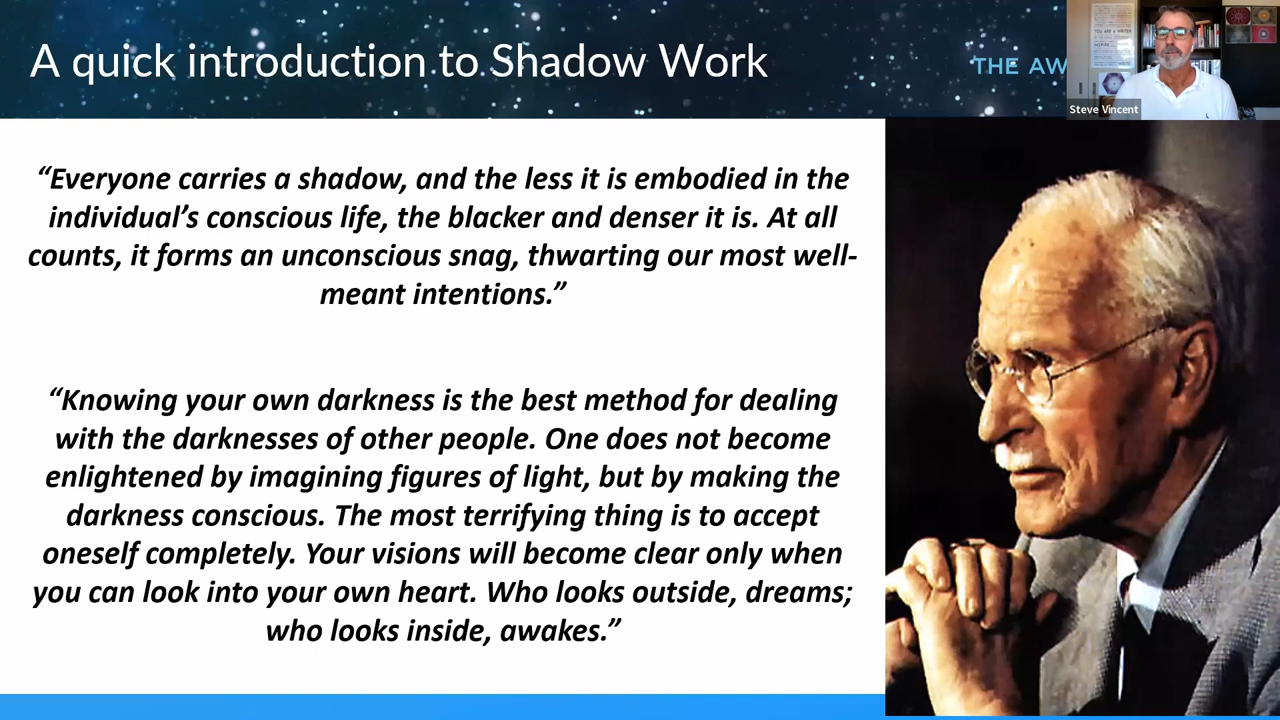 A quick introduction to Shadow Work
THE AW
YOU ARE A WRITER
Steve Vincent
“Everyone carries a shadow, and the less it is embodied in the
individual’s conscious life, the blacker and denser it is. At all
counts, it forms an unconscious snag, thwarting our most well-
meant intentions.”
“Knowing your own darkness is the best method for dealing
with the darknesses of other people. One does not become
enlightened by imagining figures of light, but by making the
darkness conscious. The most terrifying thing is to accept
oneself completely. Your visions will become clear only when
you can look into your own heart. Who looks outside, dreams;
who looks inside, awakes.”